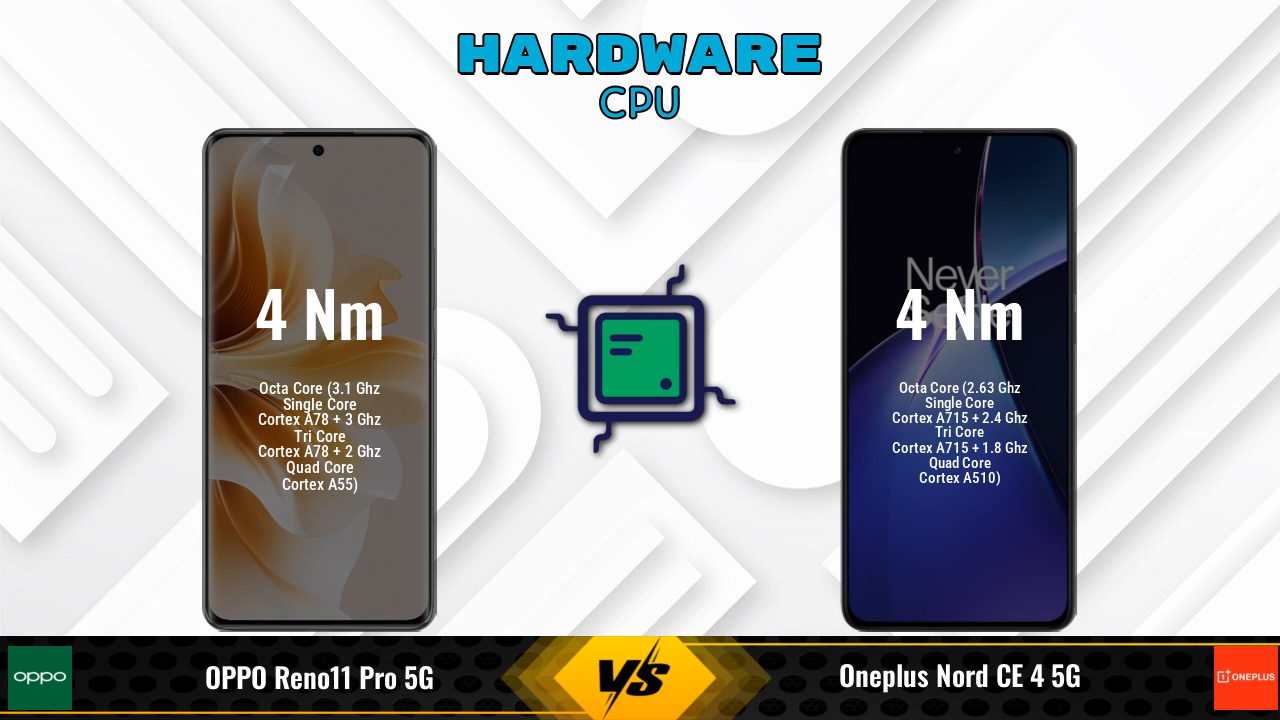 HARDWARE
CPU
Never
4 Nm
Octa Core (3.1 Ghz
Single Core
Cortex A78 + 3 Ghz
Tri Core
Cortex A78 + 2 Ghz
Quad Core
Cortex A55)
4 Nm
Octa Core (2.63 Ghz
Single Core
Cortex A715 + 2.4 Ghz
Tri Core
Cortex A715 + 1.8 Ghz
Quad Core
Cortex A510)
oppo
OPPO Reno11 Pro 5G
VS
Oneplus Nord CE 4 5G
1+ ONEPLUS